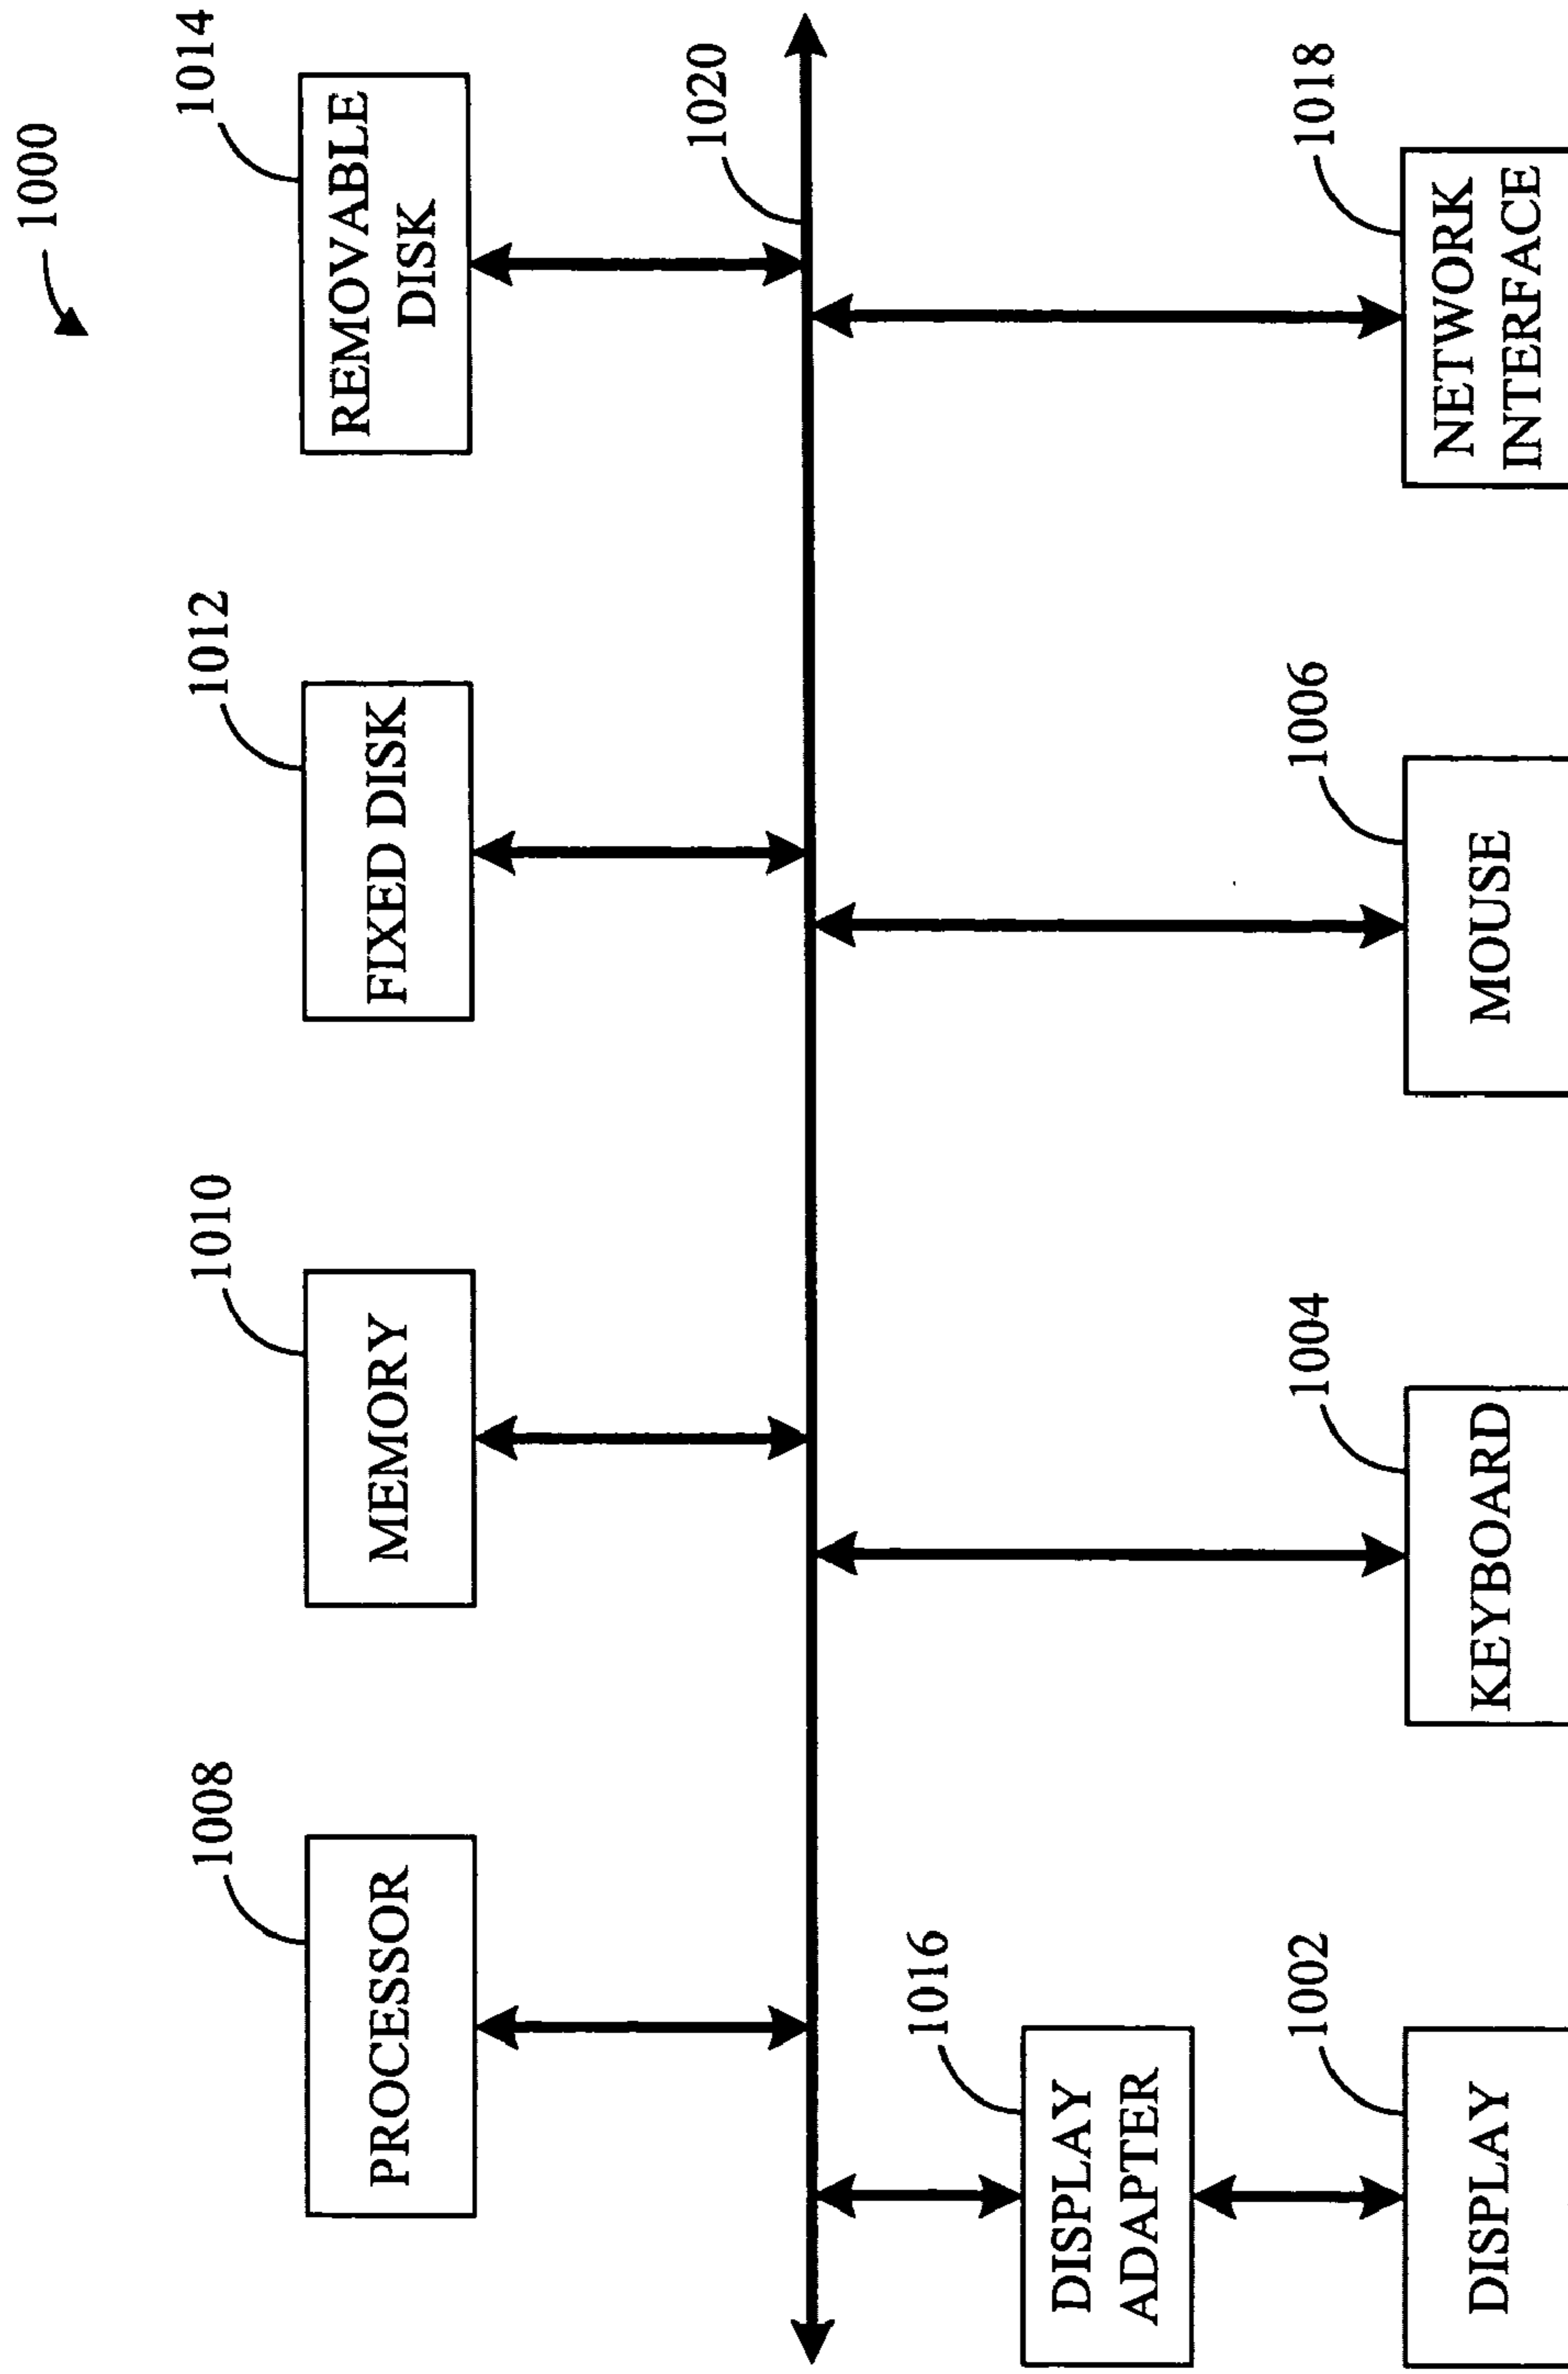 1000
1008
1010
1012
1014
PROCESSOR
MEMORY
FIXED DISK
REMOVABLE
DISK
1020
1016
DISPLAY
ADAPTER
1002
1004
1006
1018
DISPLAY
KEYBOARD
MOUSE
NETWORK
INTERFACE